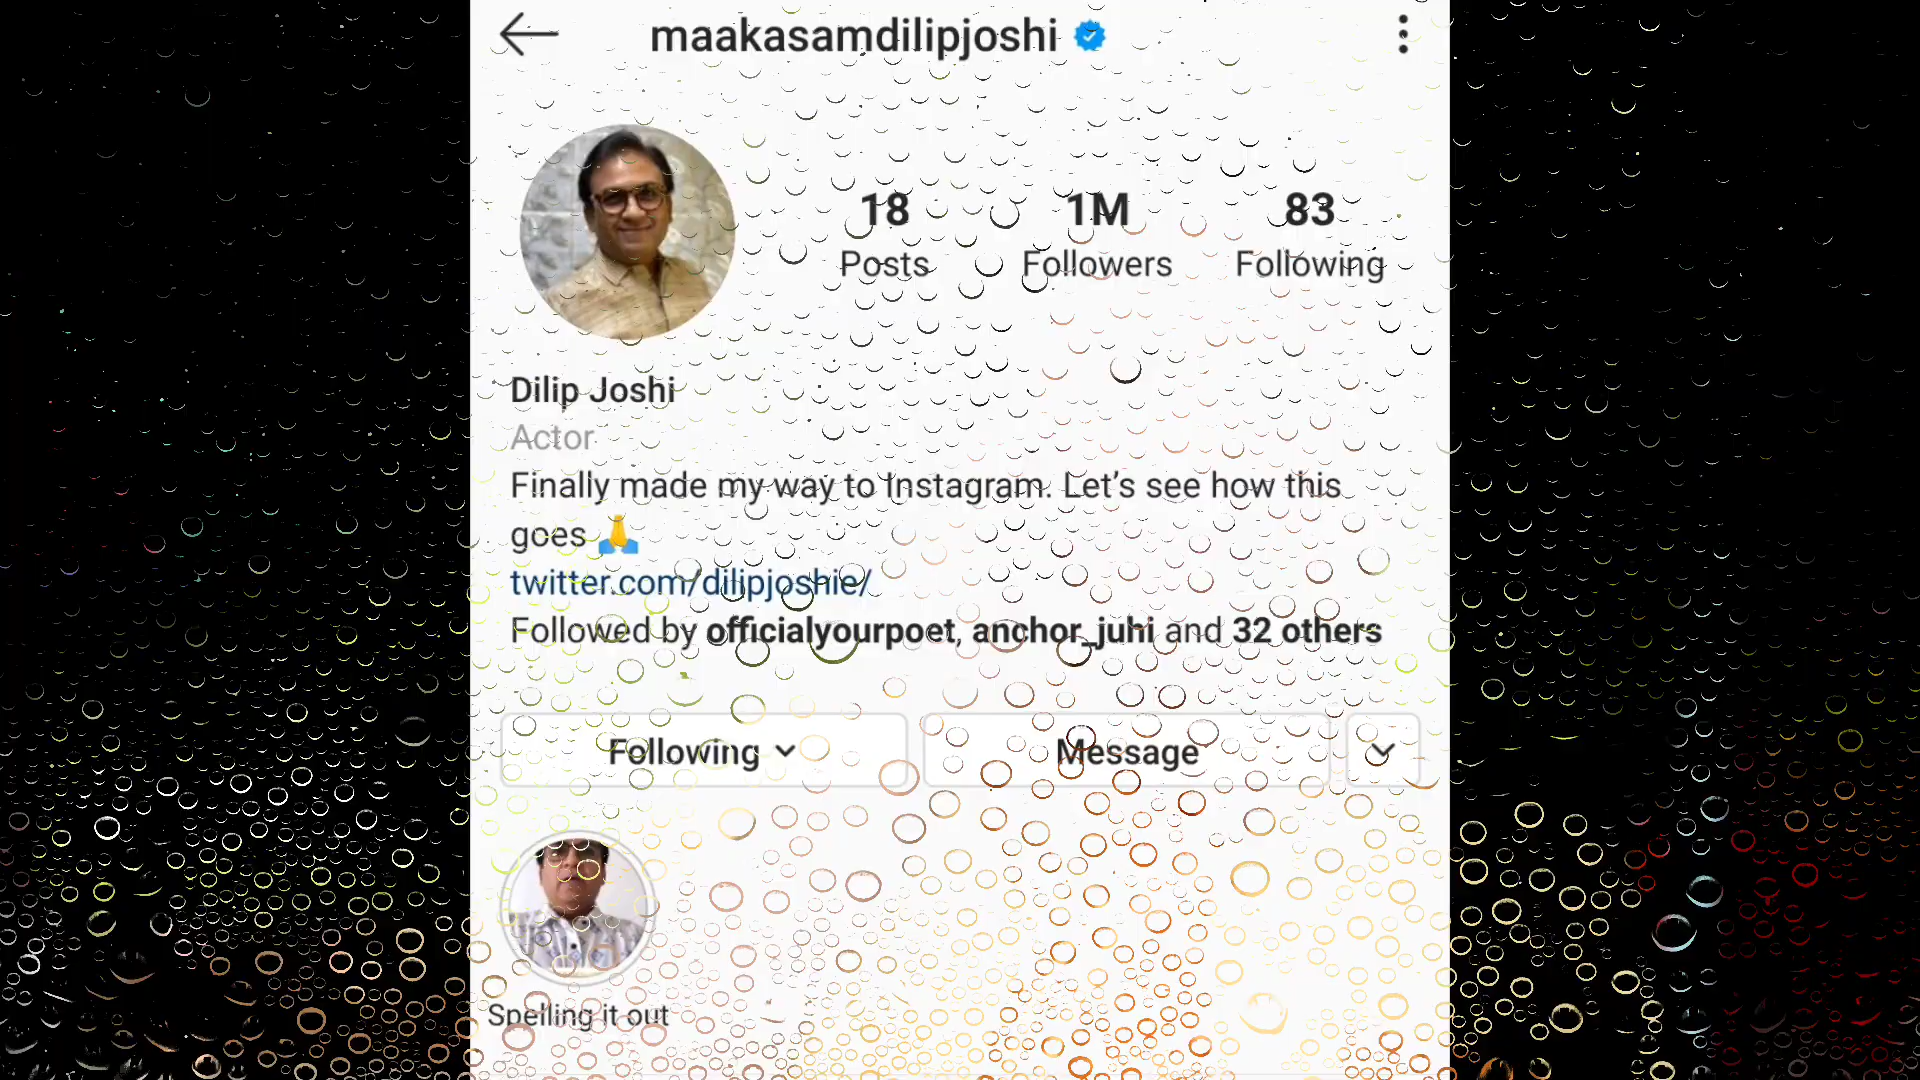 maakasamdilipjoshi
18 1M 83
Posts Followers Following
Dilip Joshi
Actor
Finally made my way to Instagram. Let’s see how this
goes 🙏
twitter.com/dilipjoshie/
Followed by officialyourpoet, anchor_juhi and 32 others
Following Message
Spelling it out